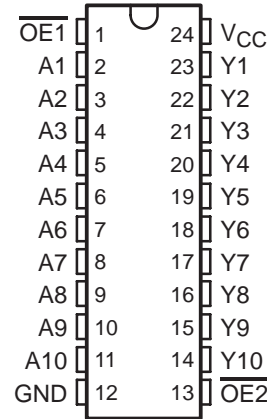 OE1 1 24 VCC
A1 2 23 Y1
A2 3 22 Y2
A3 4 21 Y3
A4 5 20 Y4
A5 6 19 Y5
A6 7 18 Y6
A7 8 17 Y7
A8 9 16 Y8
A9 10 15 Y9
A10 11 14 Y10
GND 12 13 OE2